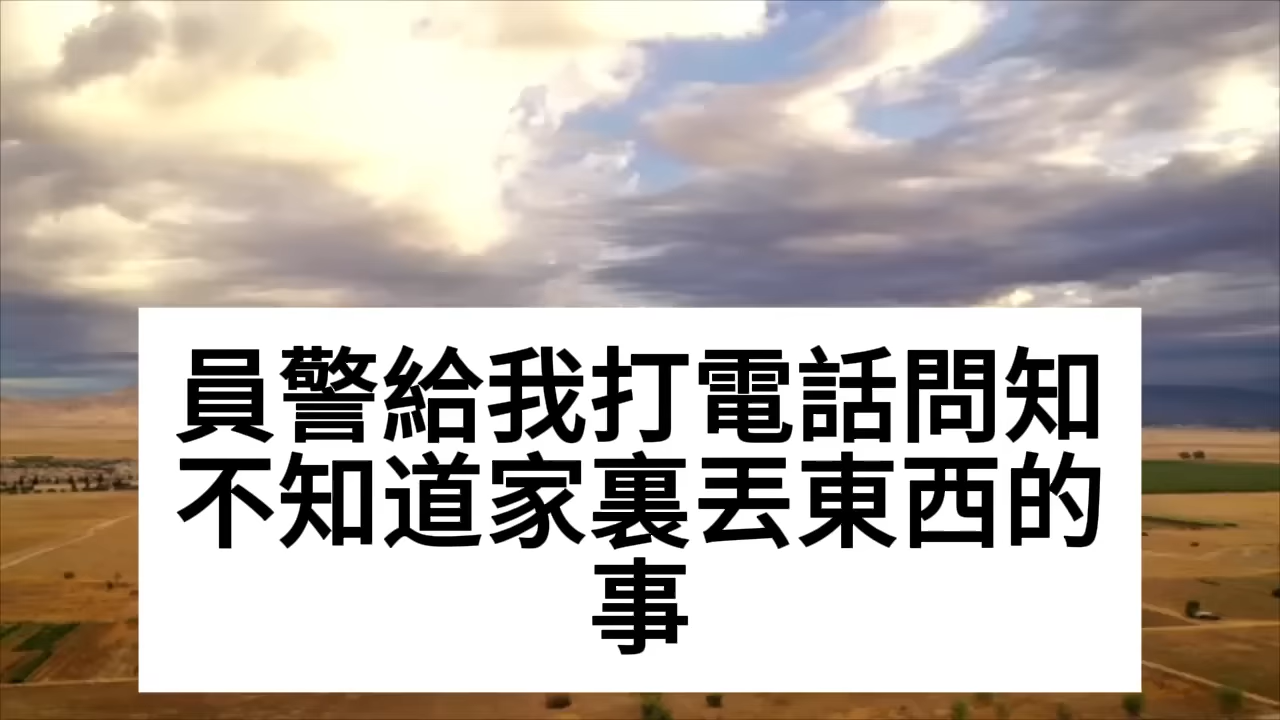 員警給我打電話問知
不知道家裏丟東西的
事